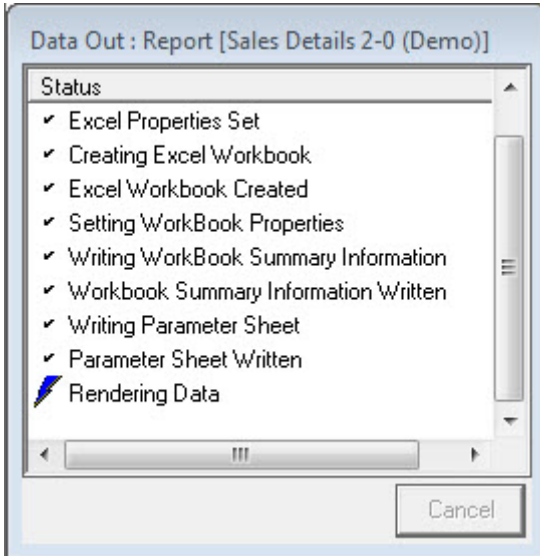 Data Out : Report [Sales Details 2-0 (Demo)]
Status
Excel Properties Set
Creating Excel Workbook
Excel Workbook Created
Setting WorkBook Properties
Writing WorkBook Summary Information
Workbook Summary Information Written
Writing Parameter Sheet
Parameter Sheet Written
Rendering Data
Cancel